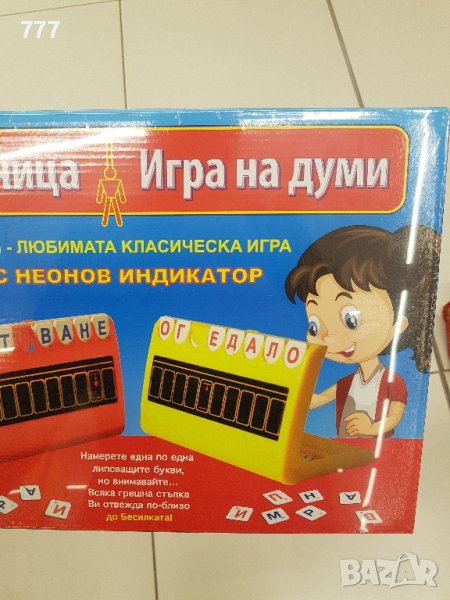 777
ница Игра на думи
- ЛЮБИМАТА КЛАСИЧЕСКА ИГРА
С НЕОНОВ ИНДИКАТОР
Т ВАНЕ
ОГ ЕДАЛО
Намерете една по една
липсващите букви,
но внимавайте...
Всяка грешна стъпка
Ви отвежда по-близо
до Бесилката!
А Р И
П Н А
И М Р В
BAZAR